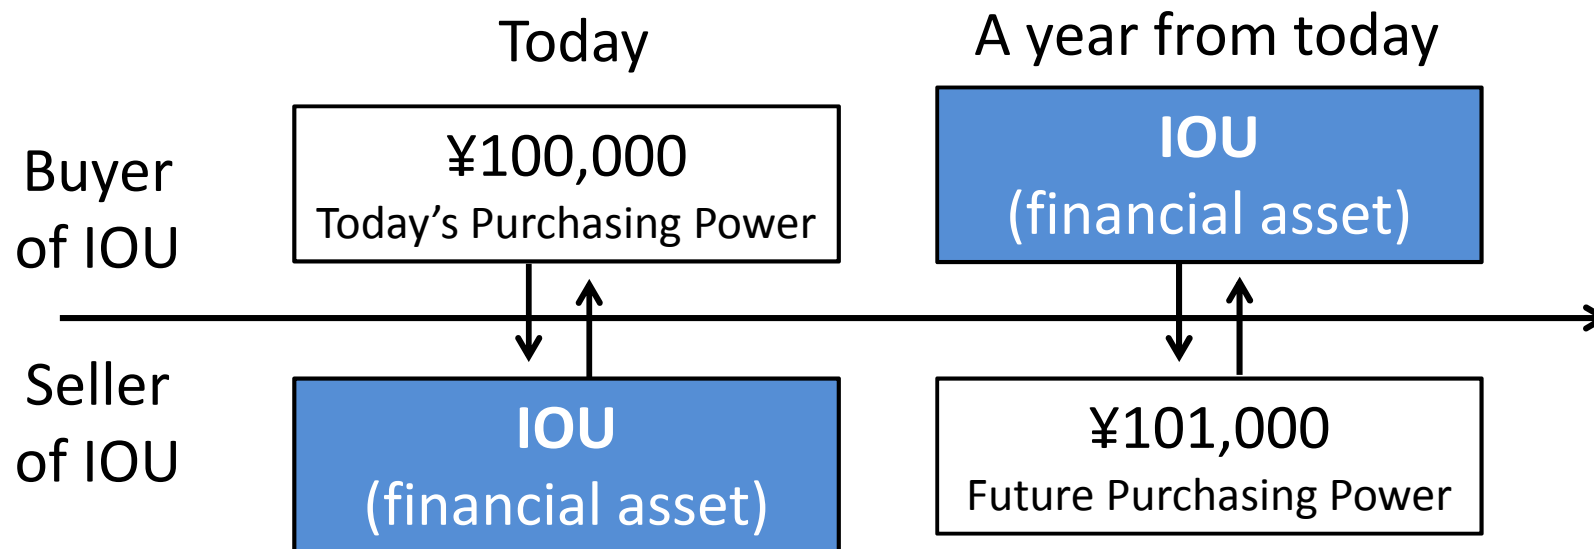 Today
A year from today
Buyer
of IOU
¥100,000
Today’s Purchasing Power
IOU
(financial asset)
Seller
of IOU
IOU
(financial asset)
¥101,000
Future Purchasing Power